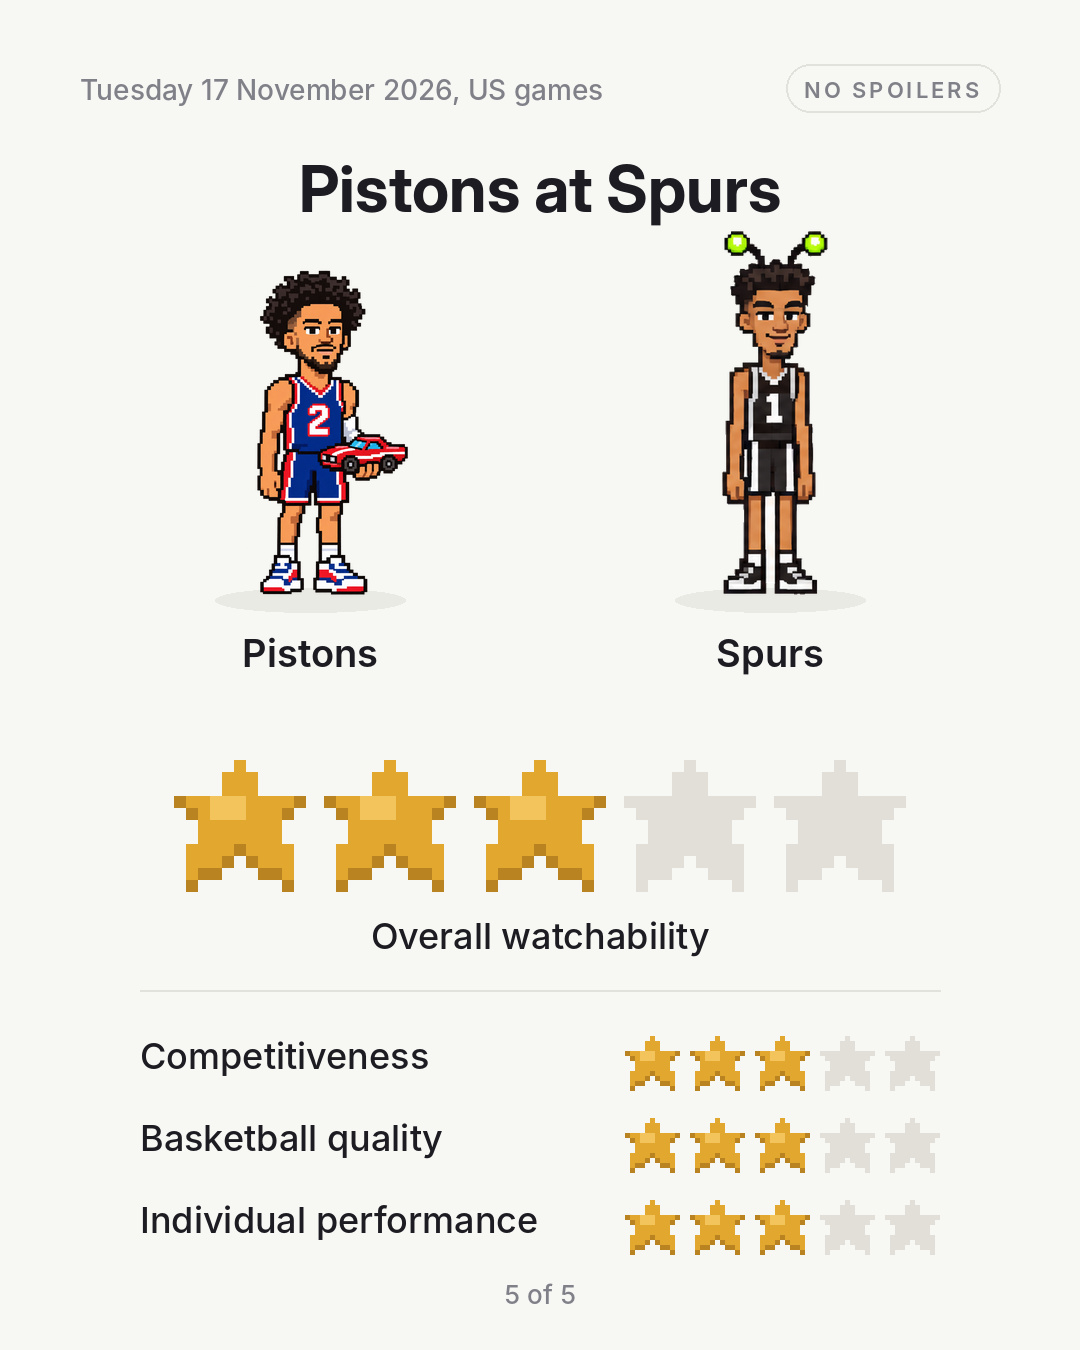 Tuesday 17 November 2026, US games
NO SPOILERS
Pistons at Spurs
2
1
Pistons
Spurs
Overall watchability
Competitiveness
Basketball quality
Individual performance
5 of 5